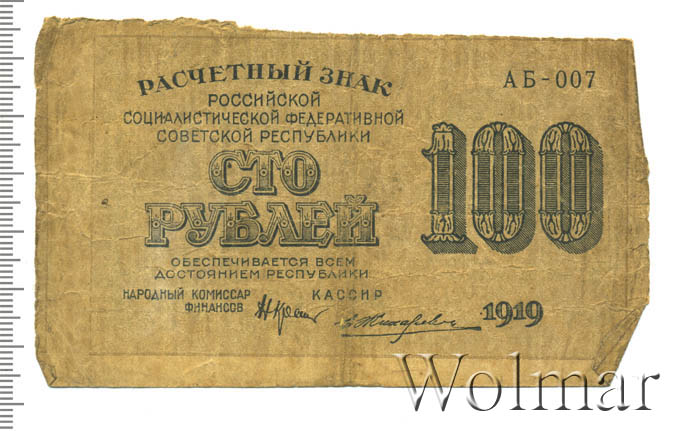 РАСЧЕТНЫЙ ЗНАК
АБ-007
РОССИЙСКОЙ
СОЦИАЛИСТИЧЕСКОЙ ФЕДЕРАТИВНОЙ
СОВЕТСКОЙ РЕСПУБЛИКИ
СТО
РУБЛЕЙ
100
ОБЕСПЕЧИВАЕТСЯ ВСЕМ
ДОСТОЯНИЕМ РЕСПУБЛИКИ
НАРОДНЫЙ КОМИССАР
ФИНАНСОВ
КАССИР
1919
Wolmar